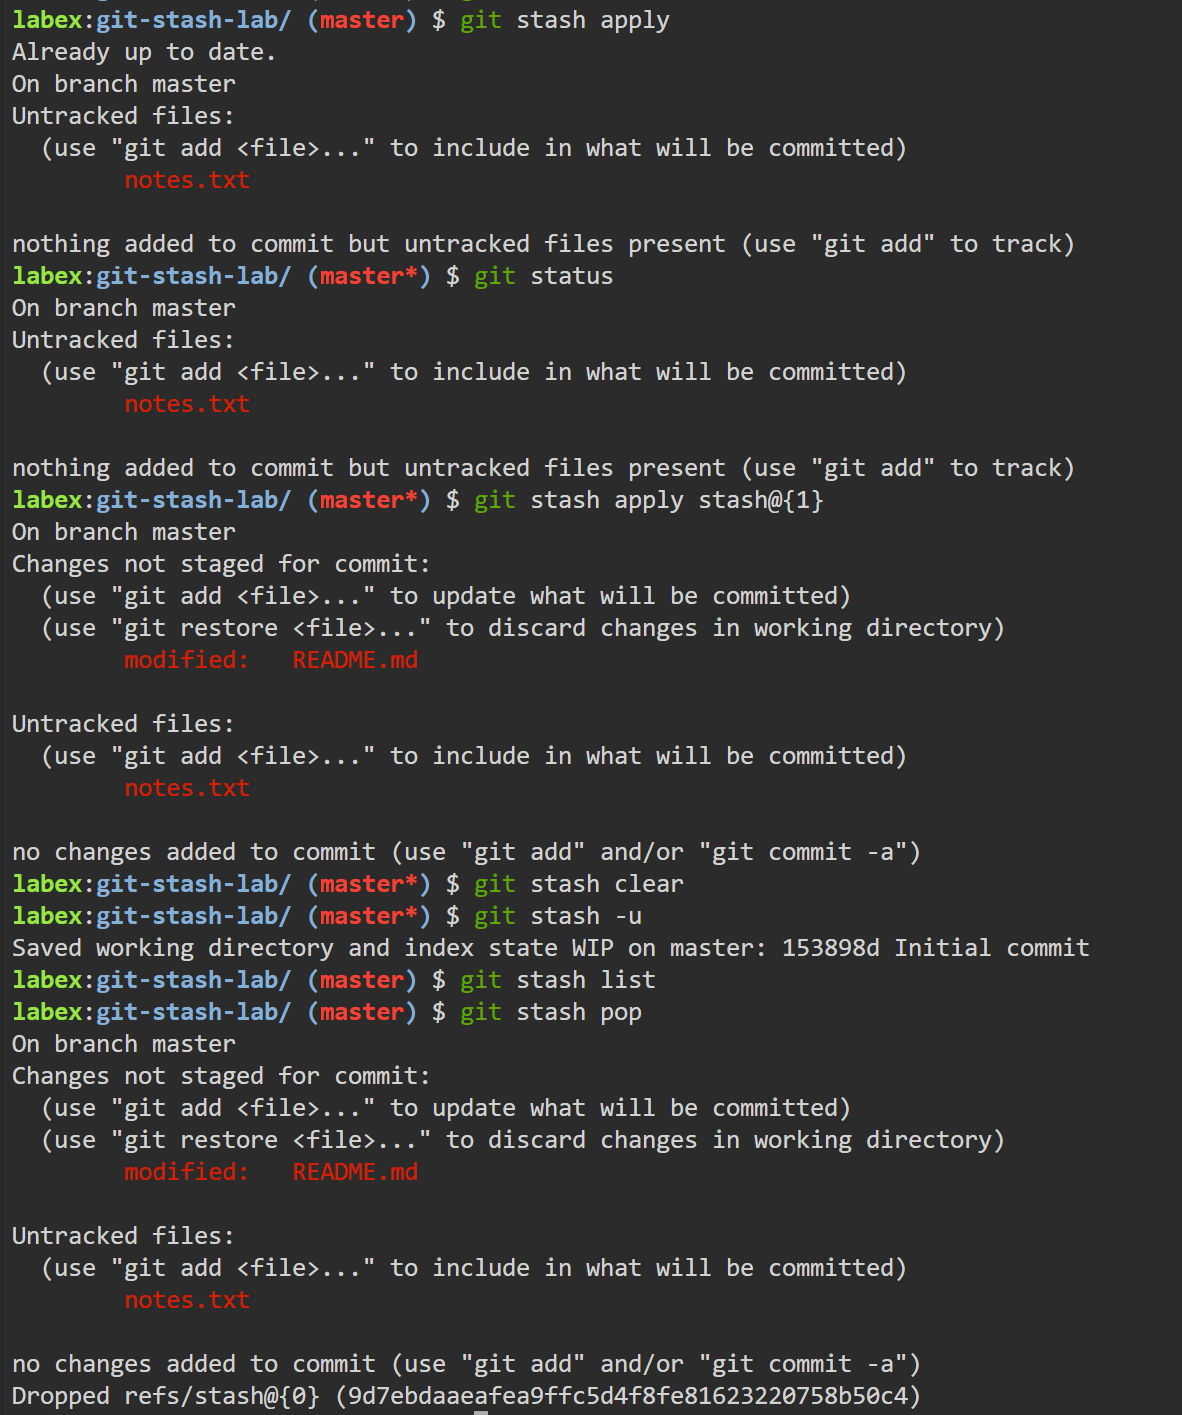 labex:git-stash-lab/ (master) $ git stash apply
Already up to date.
On branch master
Untracked files:
  (use "git add <file>..." to include in what will be committed)
        notes.txt

nothing added to commit but untracked files present (use "git add" to track)
labex:git-stash-lab/ (master*) $ git status
On branch master
Untracked files:
  (use "git add <file>..." to include in what will be committed)
        notes.txt

nothing added to commit but untracked files present (use "git add" to track)
labex:git-stash-lab/ (master*) $ git stash apply stash@{1}
On branch master
Changes not staged for commit:
  (use "git add <file>..." to update what will be committed)
  (use "git restore <file>..." to discard changes in working directory)
        modified:   README.md

Untracked files:
  (use "git add <file>..." to include in what will be committed)
        notes.txt

no changes added to commit (use "git add" and/or "git commit -a")
labex:git-stash-lab/ (master*) $ git stash clear
labex:git-stash-lab/ (master*) $ git stash -u
Saved working directory and index state WIP on master: 153898d Initial commit
labex:git-stash-lab/ (master) $ git stash list
labex:git-stash-lab/ (master) $ git stash pop
On branch master
Changes not staged for commit:
  (use "git add <file>..." to update what will be committed)
  (use "git restore <file>..." to discard changes in working directory)
        modified:   README.md

Untracked files:
  (use "git add <file>..." to include in what will be committed)
        notes.txt

no changes added to commit (use "git add" and/or "git commit -a")
Dropped refs/stash@{0} (9d7ebdaaeafea9ffc5d4f8fe81623220758b50c4)